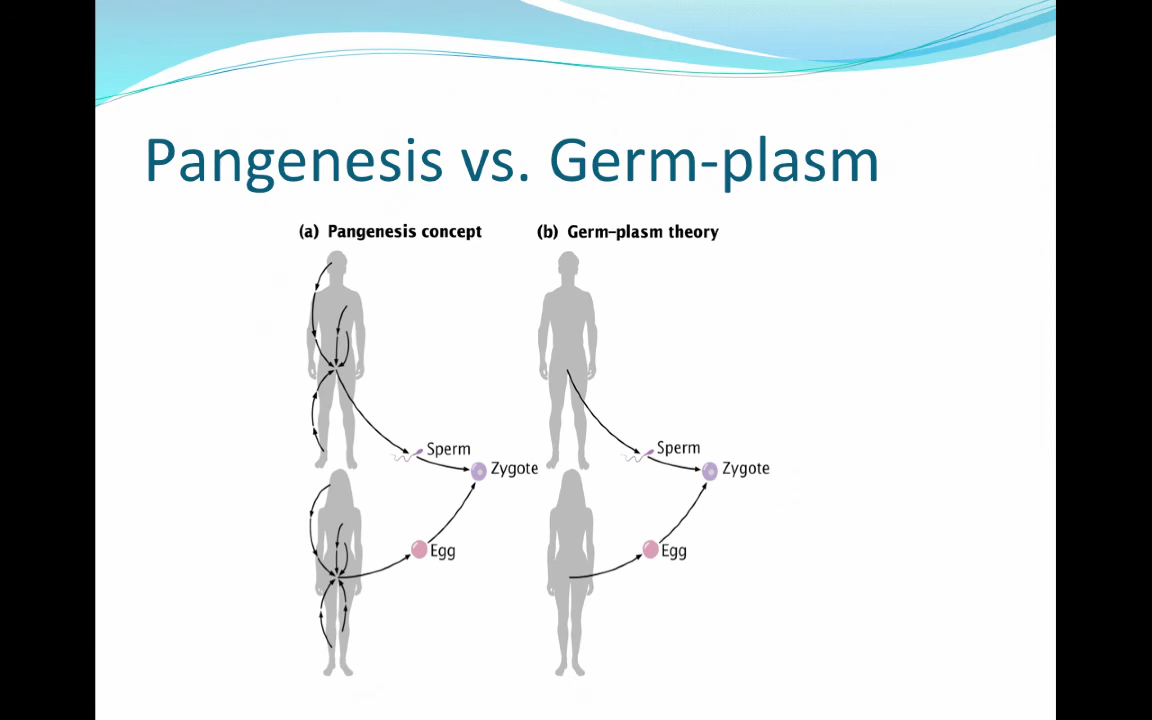 Pangenesis vs. Germ-plasm
(a) Pangenesis concept
Sperm
Zygote
Egg
(b) Germ-plasm theory
Sperm
Zygote
Egg